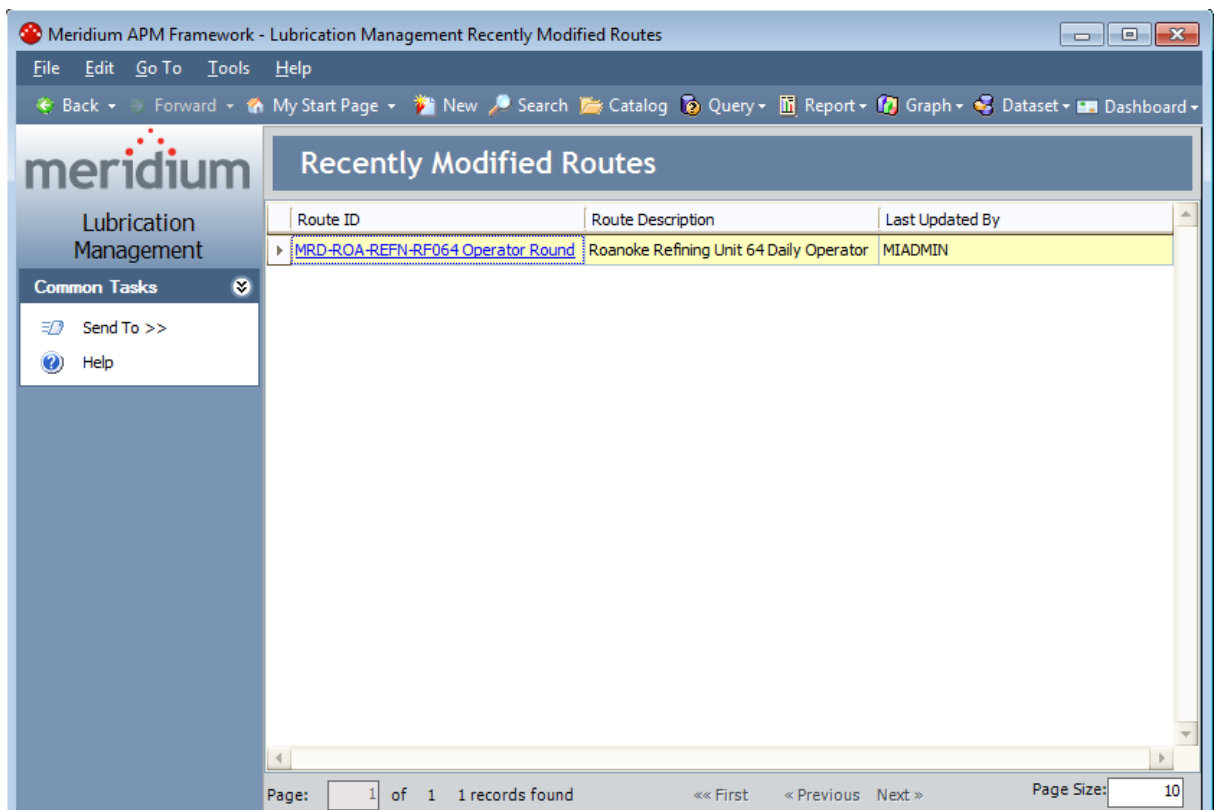 Meridium APM Framework - Lubrication Management Recently Modified Routes
File Edit Go To Tools Help
Back Forward My Start Page New Search Catalog Query Report Graph Dataset Dashboard
meridium
Recently Modified Routes
Lubrication
Management
Common Tasks
Send To >>
Help
Route ID Route Description Last Updated By
MRD-ROA-REFN-RF064 Operator Round Roanoke Refining Unit 64 Daily Operator MIADMIN
Page: 1 of 1 1 records found «« First « Previous Next » Page Size: 10